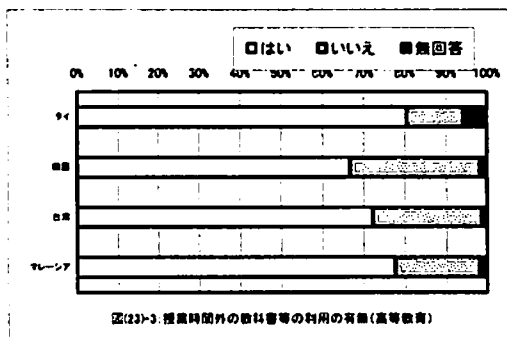 □はい □いいえ ■無回答
0% 10% 20% 30% 40% 50% 60% 70% 80% 90% 100%
タイ
韓国
台湾
マレーシア
図(23)-3:授業時間外の教科書等の利用の有無(高等教育)